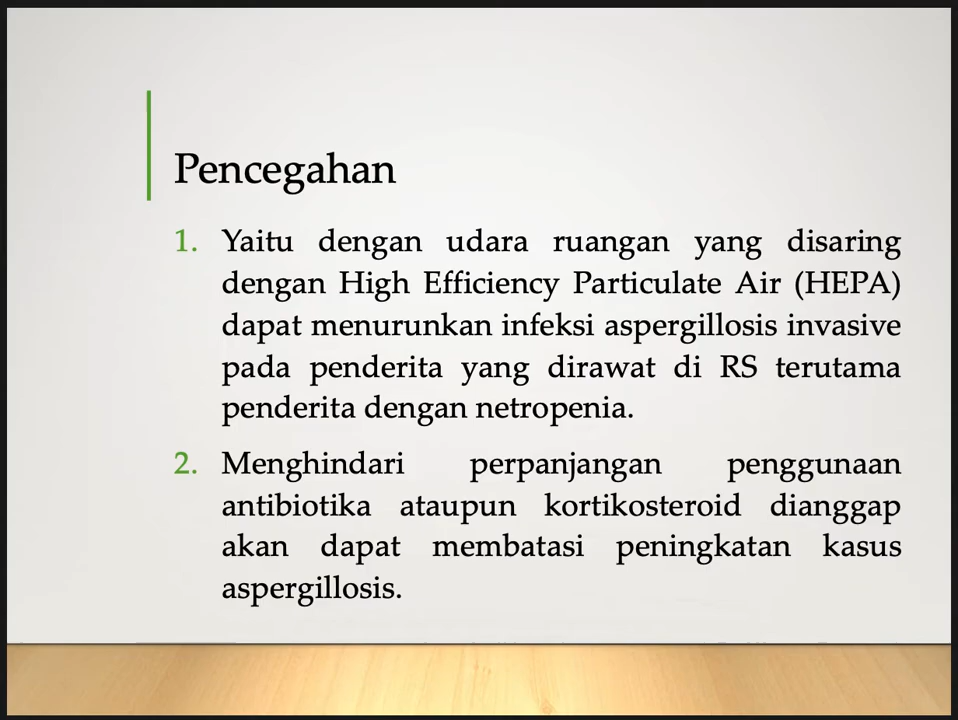 Pencegahan
1. Yaitu dengan udara ruangan yang disaring
dengan High Efficiency Particulate Air (HEPA)
dapat menurunkan infeksi aspergillosis invasive
pada penderita yang dirawat di RS terutama
penderita dengan netropenia.
2. Menghindari perpanjangan penggunaan
antibiotika ataupun kortikosteroid dianggap
akan dapat membatasi peningkatan kasus
aspergillosis.